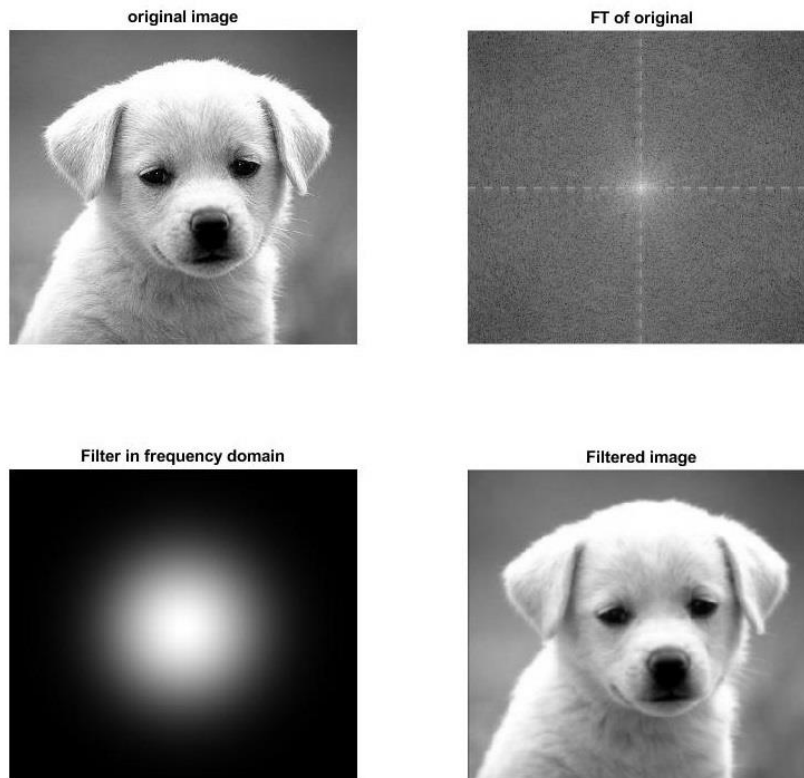 original image
FT of original
Filter in frequency domain
Filtered image